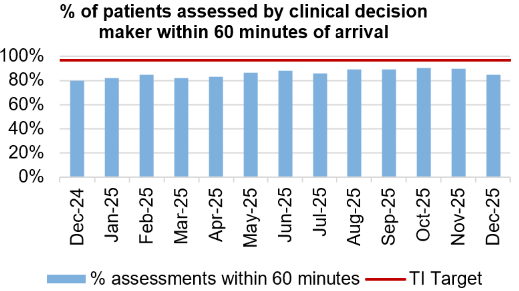 % of patients assessed by clinical decision
maker within 60 minutes of arrival
100%
80%
60%
40%
20%
0%
Dec-24
Jan-25
Feb-25
Mar-25
Apr-25
May-25
Jun-25
Jul-25
Aug-25
Sep-25
Oct-25
Nov-25
Dec-25
% assessments within 60 minutes
TI Target